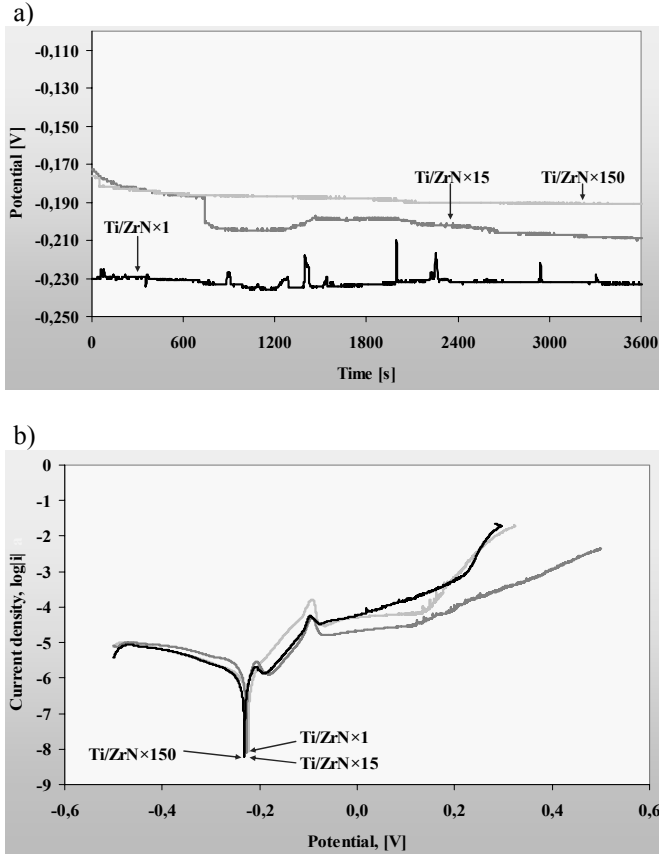 a)
-0,110
-0,130
-0,150
-0,170
-0,190
-0,210
-0,230
-0,250
Potential [V]
Ti/ZrN×15
Ti/ZrN×150
Ti/ZrN×1
0
600
1200
1800
2400
3000
3600
Time [s]
b)
0
-1
-2
-3
-4
-5
-6
-7
-8
-9
Current density, log|i|
Ti/ZrN×150
Ti/ZrN×1
Ti/ZrN×15
-0,6
-0,4
-0,2
0,0
0,2
0,4
0,6
Potential, [V]